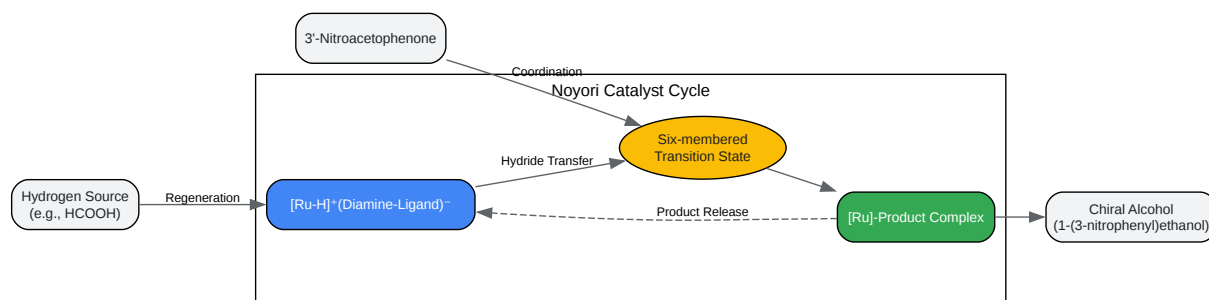 3'-Nitroacetophenone
Coordination
Noyori Catalyst Cycle
Six-membered
Transition State
Hydride Transfer
Hydrogen Source
(e.g., HCOOH)
Regeneration
[Ru-H]⁺(Diamine-Ligand)⁻
Product Release
[Ru]-Product Complex
Chiral Alcohol
(1-(3-nitrophenyl)ethanol)